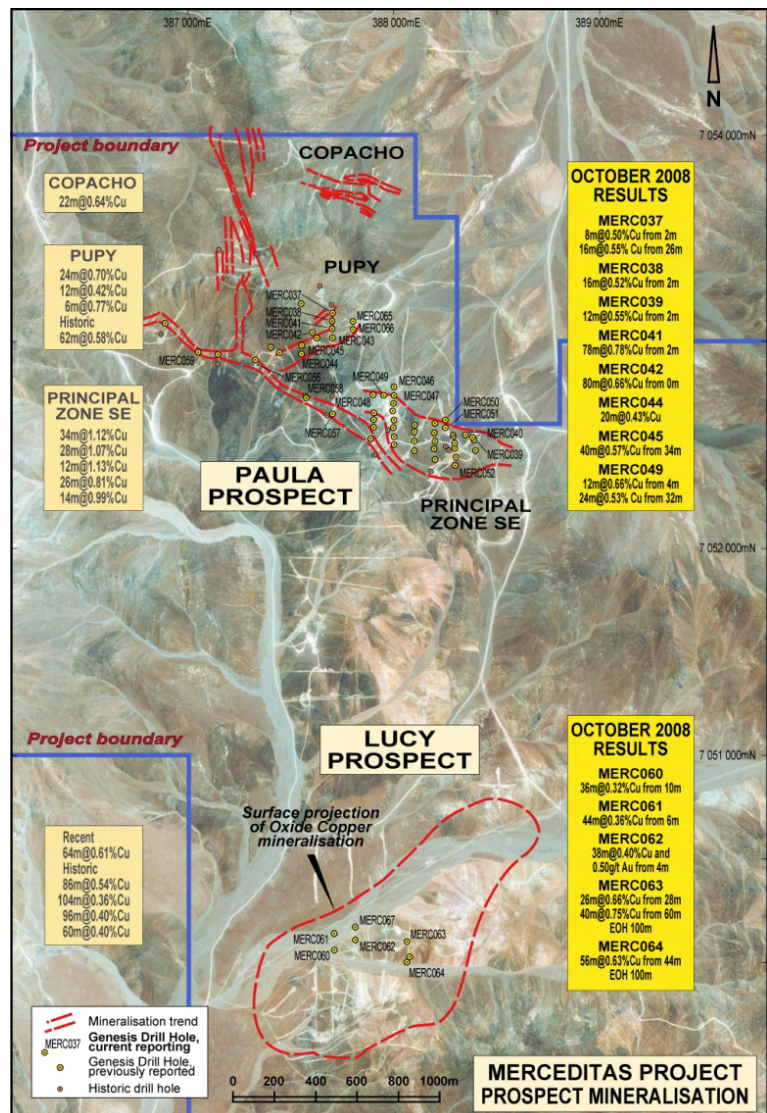 387 000mE
388 000mE
389 000mE
N
7 054 000mN
Project boundary
COPACHO
COPACHO
22m@0.64%Cu
PUPY
24m@0.70%Cu
12m@0.42%Cu
6m@0.77%Cu
Historic
62m@0.58%Cu
PRINCIPAL
ZONE SE
34m@1.12%Cu
28m@1.07%Cu
12m@1.13%Cu
26m@0.81%Cu
14m@0.99%Cu
PUPY
MERC037
MERC038
MERC041
MERC042
MERC065
MERC066
MERC043
MERC045
MERC044
MERC059
MERC056
MERC058
MERC049
MERC046
MERC048
MERC047
MERC050
MERC051
MERC057
MERC040
MERC039
MERC052
PAULA
PROSPECT
PRINCIPAL
ZONE SE
OCTOBER 2008
RESULTS
MERC037
8m@0.50%Cu from 2m
16m@0.55% Cu from 26m
MERC038
16m@0.52%Cu from 2m
MERC039
12m@0.55%Cu from 2m
MERC041
78m@0.78%Cu from 2m
MERC042
80m@0.66%Cu from 0m
MERC044
20m@0.43%Cu
MERC045
40m@0.57%Cu from 34m
MERC049
12m@0.66%Cu from 4m
24m@0.53% Cu from 32m
7 052 000mN
Project boundary
LUCY
PROSPECT
7 051 000mN
Surface projection
of Oxide Copper
mineralisation
Recent
64m@0.61%Cu
Historic
86m@0.54%Cu
104m@0.36%Cu
96m@0.40%Cu
60m@0.40%Cu
MERC067
MERC061
MERC062
MERC063
MERC060
MERC064
OCTOBER 2008
RESULTS
MERC060
36m@0.32%Cu from 10m
MERC061
44m@0.36%Cu from 6m
MERC062
38m@0.40%Cu and
0.50g/t Au from 4m
MERC063
26m@0.66%Cu from 28m
40m@0.75%Cu from 60m
EOH 100m
MERC064
56m@0.63%Cu from 44m
EOH 100m
Mineralisation trend
MERC037
Genesis Drill Hole,
current reporting
Genesis Drill Hole,
previously reported
Historic drill hole
0 200 400 600 800 1000m
MERCEDITAS PROJECT
PROSPECT MINERALISATION